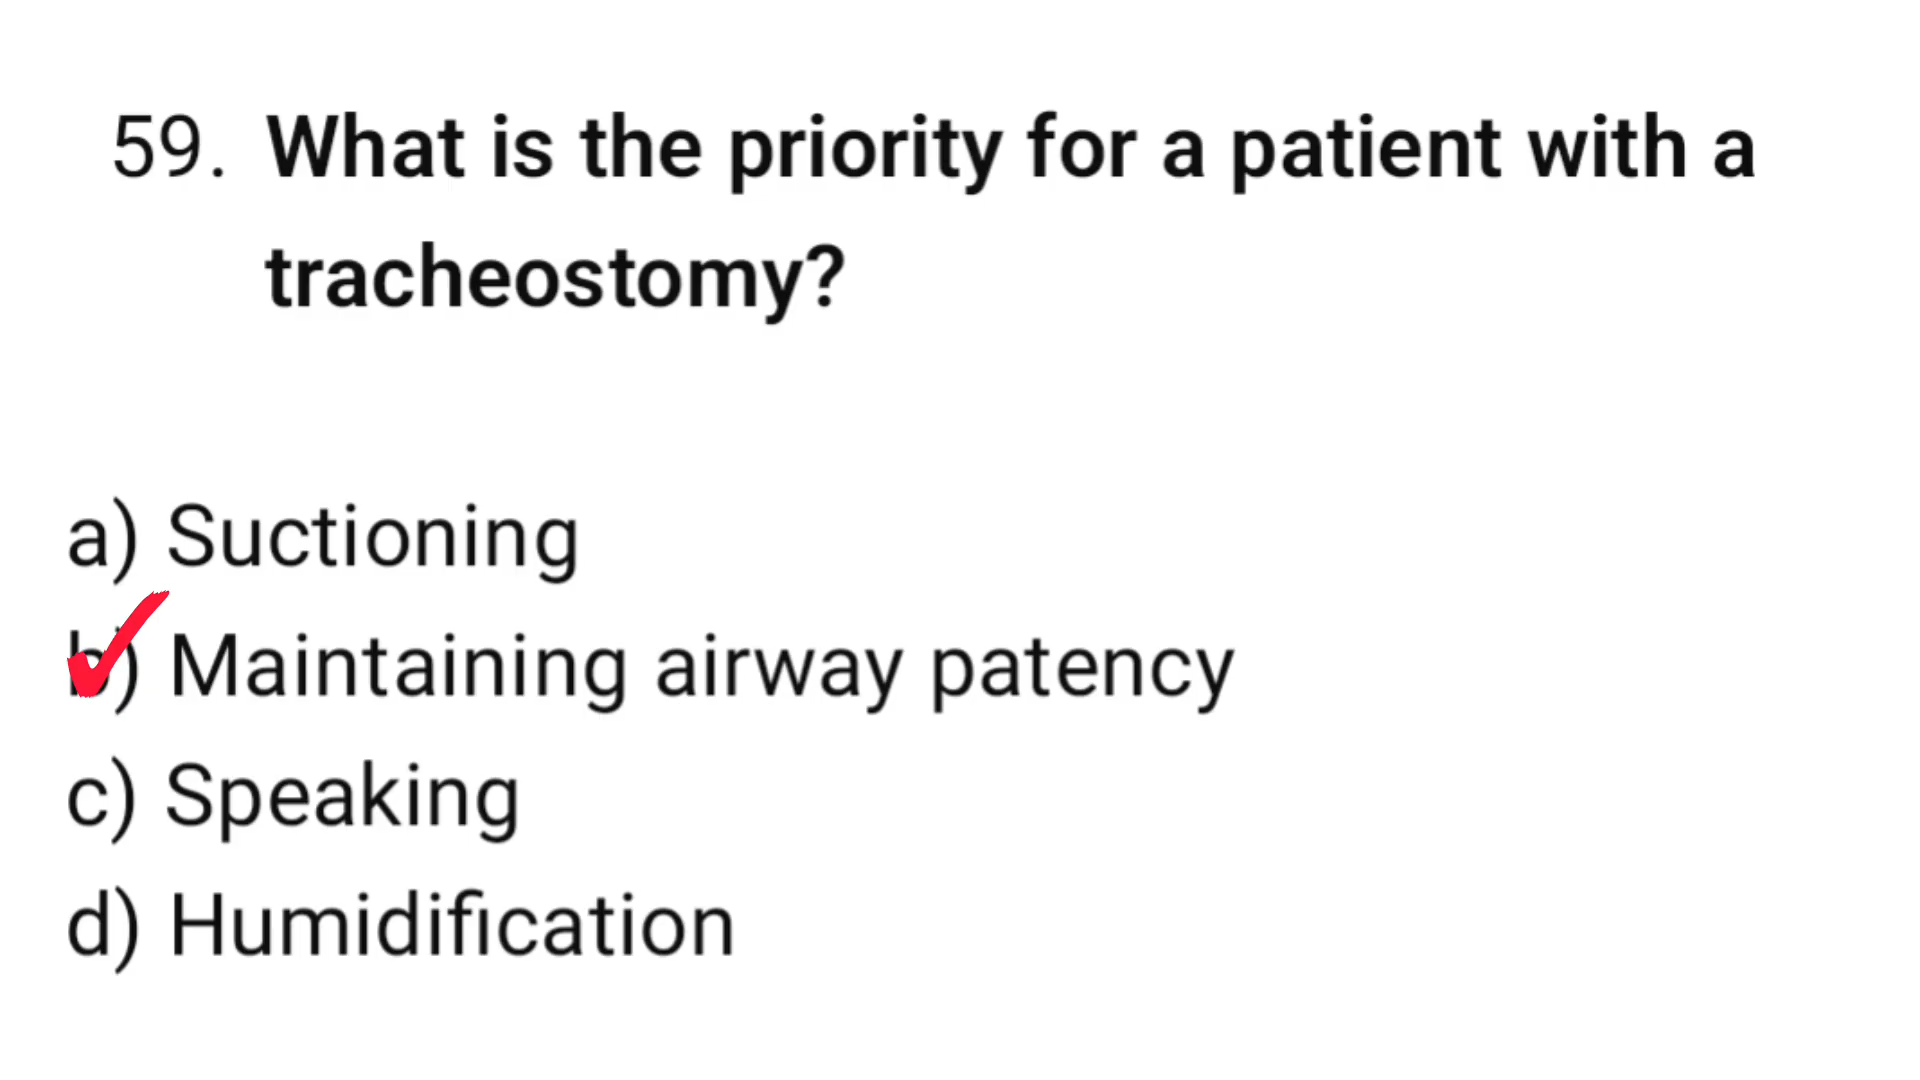 59. What is the priority for a patient with a
tracheostomy?
a) Suctioning
b) Maintaining airway patency
c) Speaking
d) Humidification